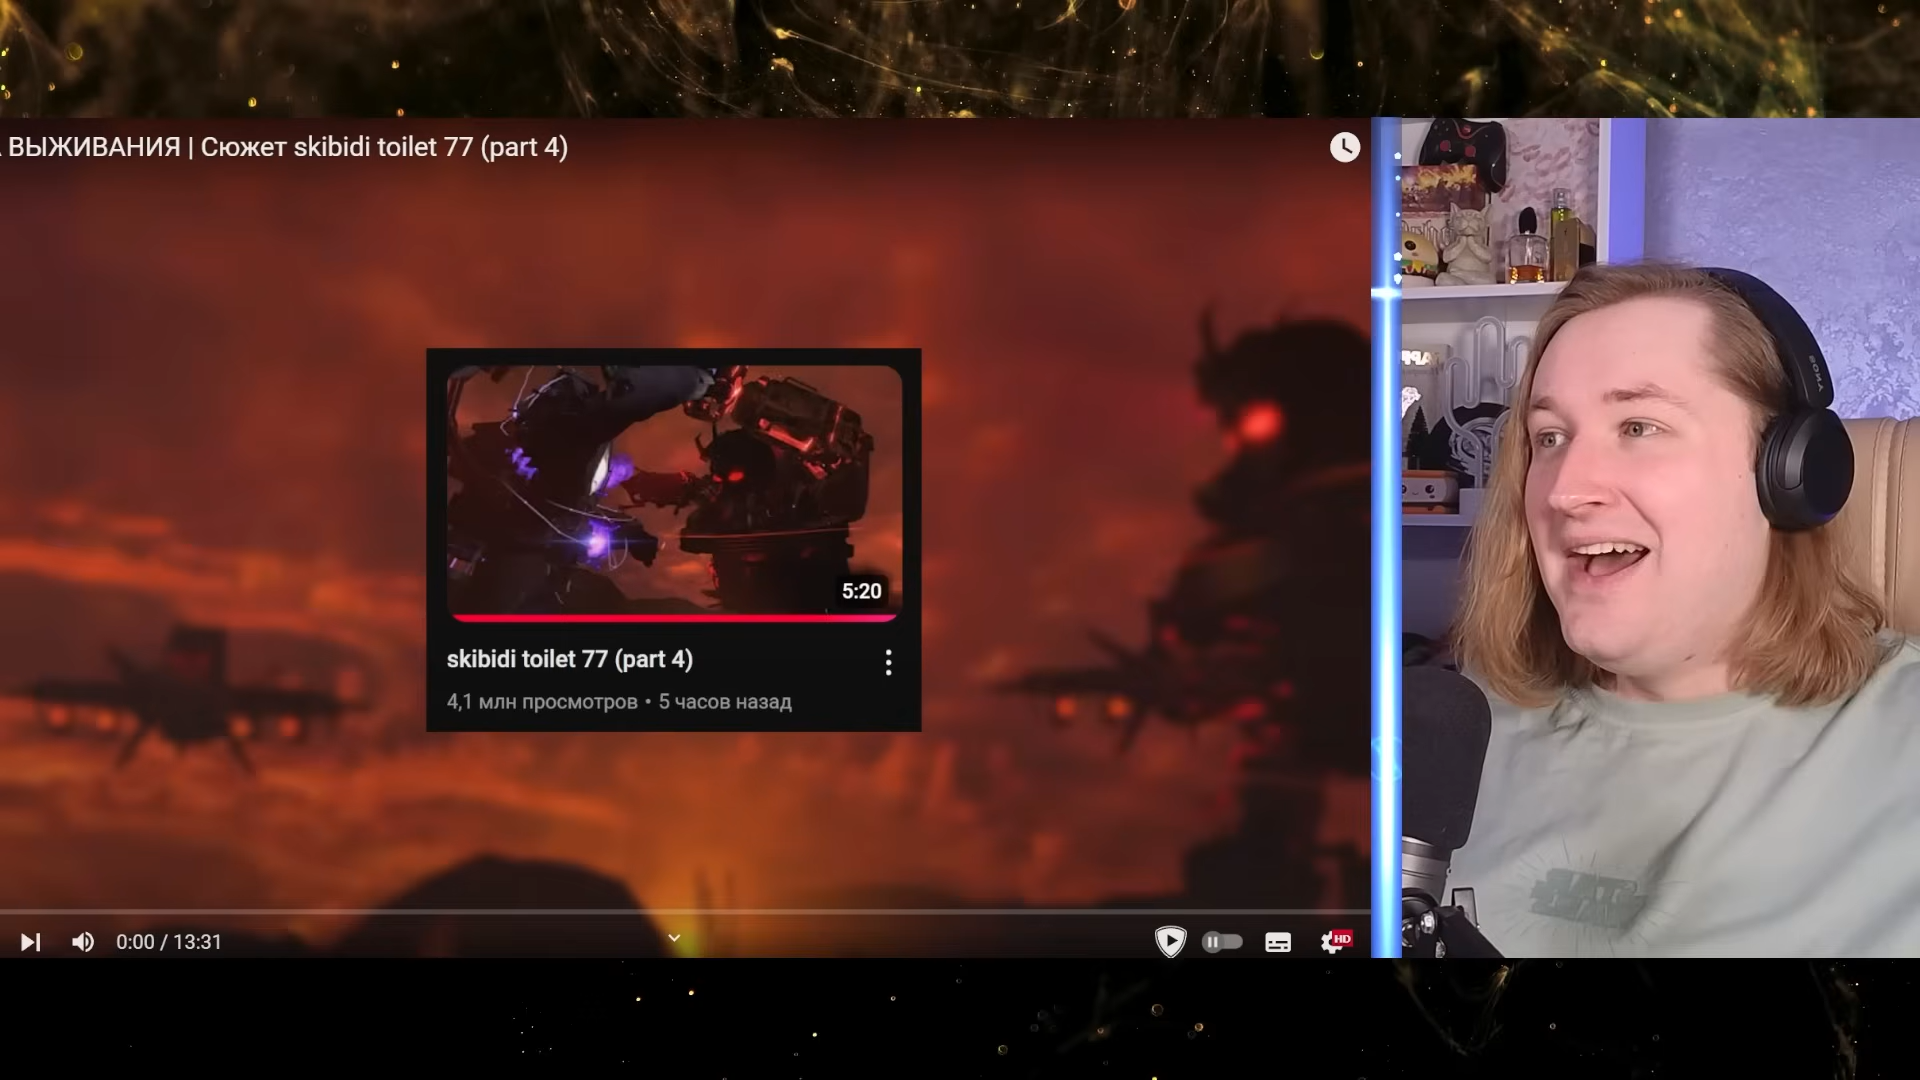 ВЫЖИВАНИЯ | Сюжет skibidi toilet 77 (part 4)
5:20
skibidi toilet 77 (part 4)
4,1 млн просмотров • 5 часов назад
0:00 / 13:31
HD
SONY